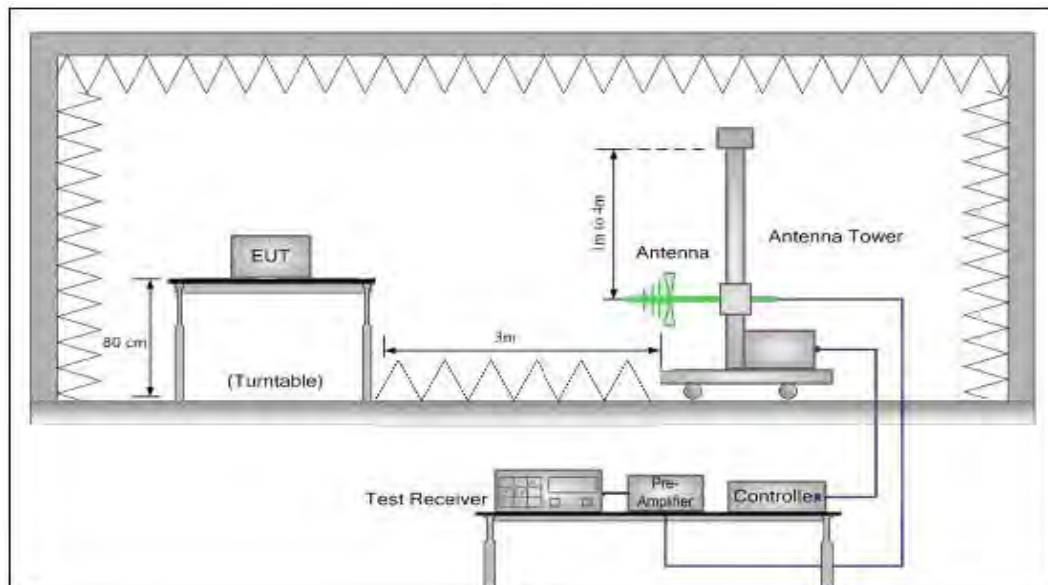 1m to 4m
Antenna
Antenna Tower
EUT
80 cm
3m
(Turntable)
Test Receiver
Pre-
Amplifier
Controller